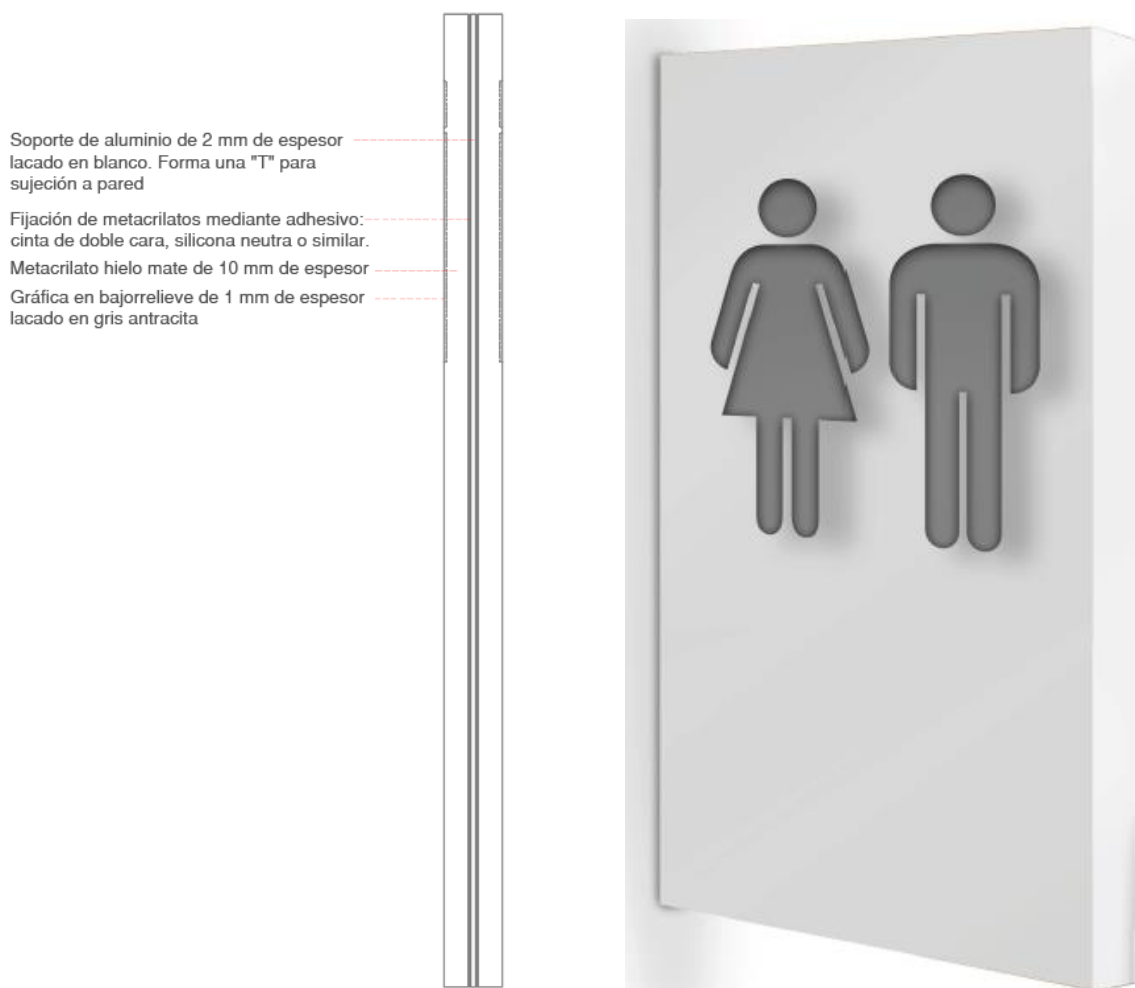 Soporte de aluminio de 2 mm de espesor
lacado en blanco. Forma una "T" para
sujeción a pared
Fijación de metacrilatos mediante adhesivo:
cinta de doble cara, silicona neutra o similar.
Metacrilato hielo mate de 10 mm de espesor
Gráfica en bajorrelieve de 1 mm de espesor
lacado en gris antracita